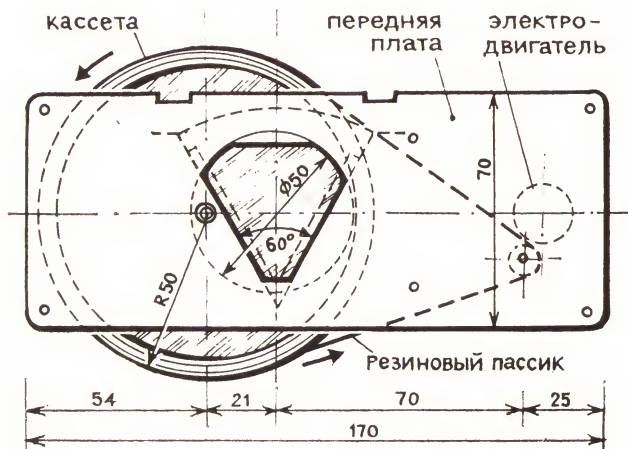 кассета
передняя
плата
электро-
двигатель
70
Ø50
60°
R50
Резиновый пассик
54
21
70
25
170